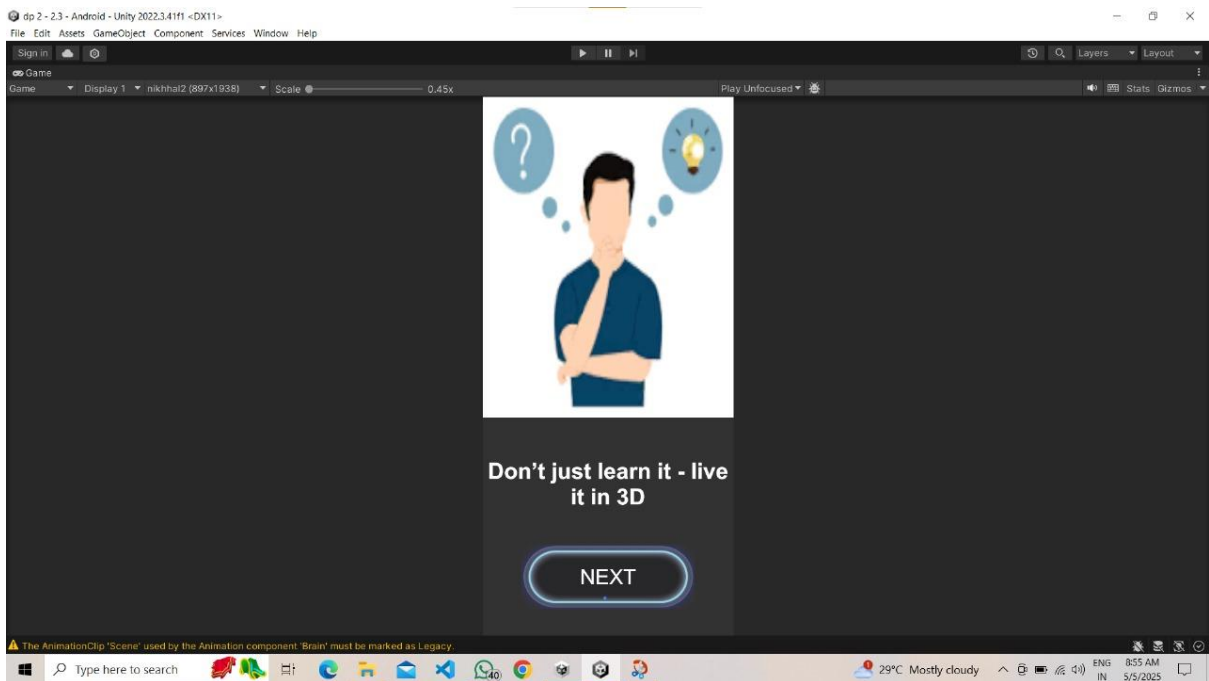 dp 2 - 2.3 - Android - Unity 2022.3.41f1 <DX11>
File Edit Assets GameObject Component Services Window Help
Sign in Layers Layout
Game
Game Display 1 nikhhal2 (897x1938) Scale 0.45x Play Unfocused Stats Gizmos
?
Don't just learn it - live
it in 3D
NEXT
The AnimationClip 'Scene' used by the Animation component 'Brain' must be marked as Legacy.
Type here to search 40 29°C Mostly cloudy ENG 8:55 AM
IN 5/5/2025